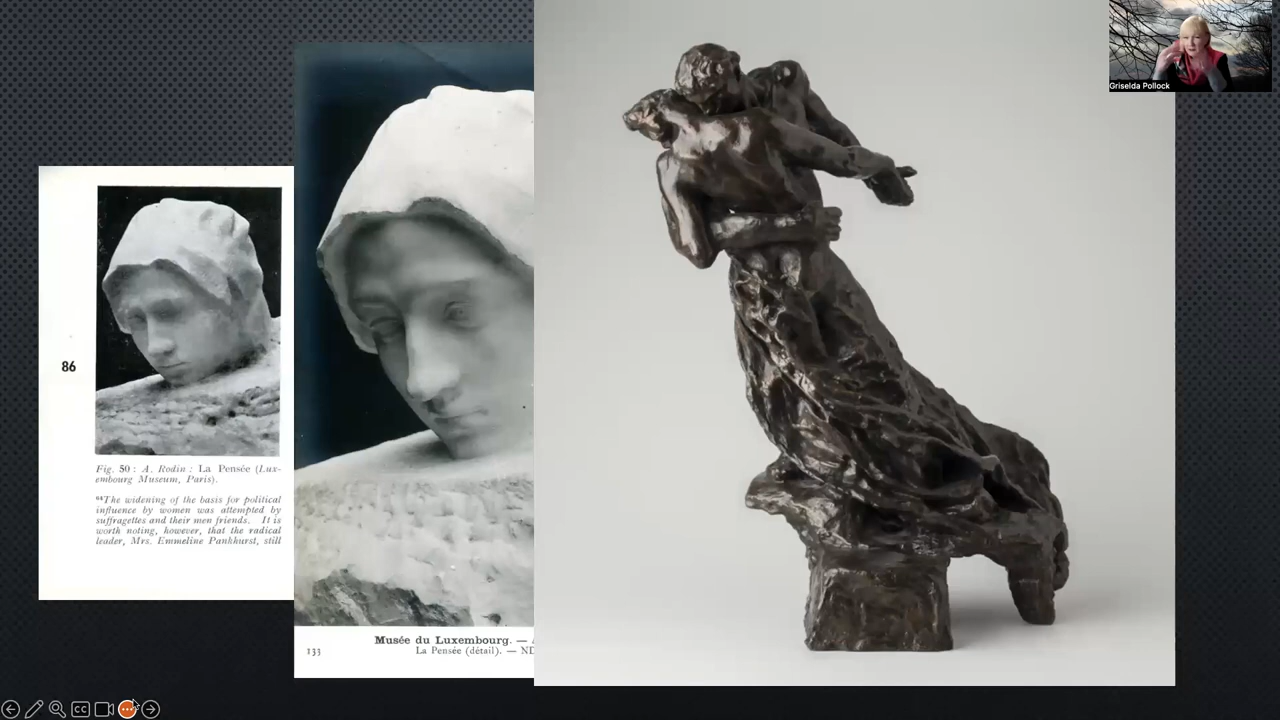 Griselda Pollock
86
Fig. 50 : A. Rodin : La Pensée (Lux-
embourg Museum, Paris).
"The widening of the basis for political
influence by women was attempted by
suffragettes and their men friends. It is
worth noting, however, that the radical
leader, Mrs. Emmeline Pankhurst, still
133
Musée du Luxembourg. —
La Pensée (détail). — ND
CC